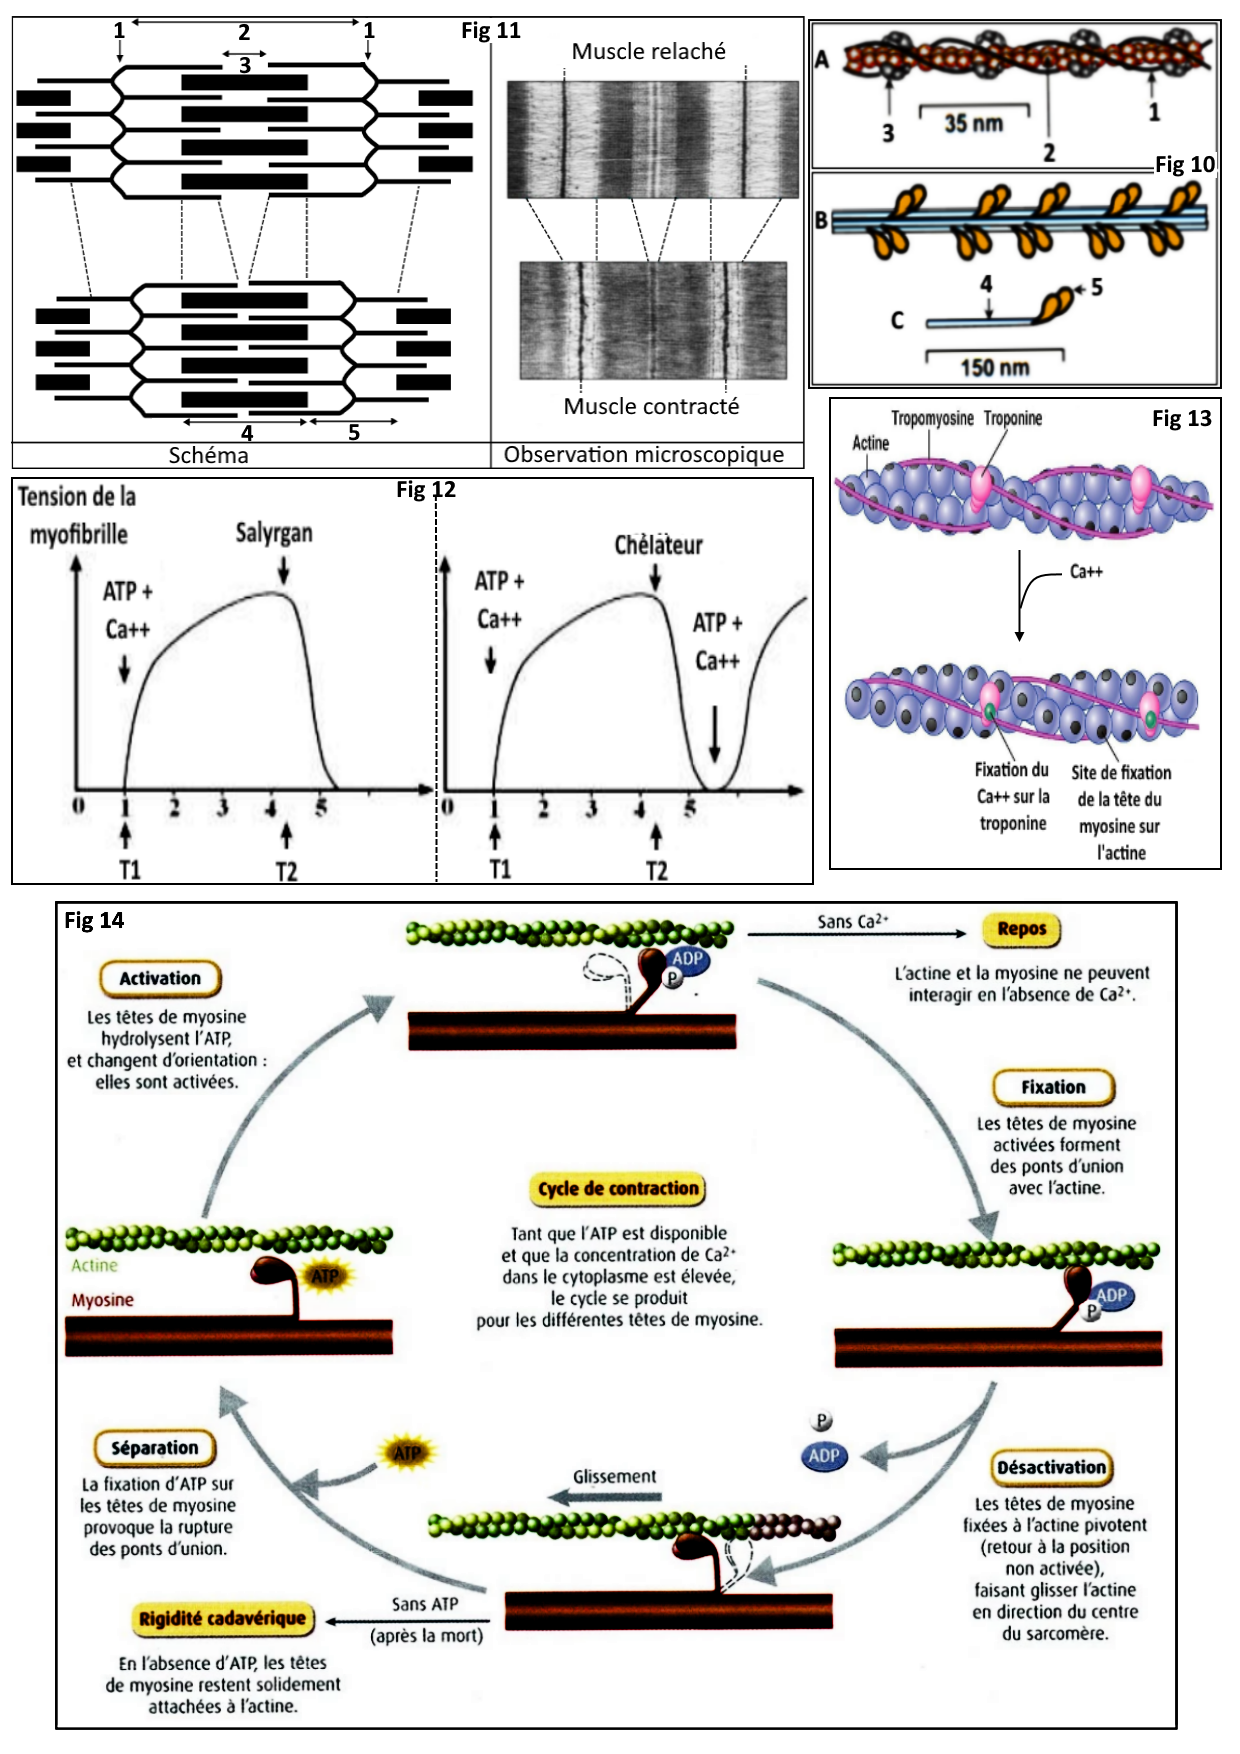 Fig 11
1
2
1
3
4
5
Schéma
Muscle relaché
Muscle contracté
Observation microscopique
A
3
35 nm
2
1
Fig 10
B
4
5
C
150 nm
Fig 12
Tension de la
myofibrille
Salyrgan
ATP +
Ca++
0 1 2 3 4 5
T1 T2
Chélateur
ATP +
Ca++
ATP +
Ca++
0 1 2 3 4 5
T1 T2
Fig 13
Tropomyosine Troponine
Actine
Ca++
Fixation du
Ca++ sur la
troponine
Site de fixation
de la tête du
myosine sur
l'actine
Fig 14
Activation
Les têtes de myosine
hydrolysent l'ATP,
et changent d'orientation :
elles sont activées.
ADP
P
Sans Ca2+
Repos
L'actine et la myosine ne peuvent
interagir en l'absence de Ca2+.
Fixation
Les têtes de myosine
activées forment
des ponts d'union
avec l'actine.
Cycle de contraction
Tant que l'ATP est disponible
et que la concentration de Ca2+
dans le cytoplasme est élevée,
le cycle se produit
pour les différentes têtes de myosine.
Actine
ATP
Myosine
ADP
P
P
ADP
Désactivation
Les têtes de myosine
fixées à l'actine pivotent
(retour à la position
non activée),
faisant glisser l'actine
en direction du centre
du sarcomère.
Séparation
La fixation d'ATP sur
les têtes de myosine
provoque la rupture
des ponts d'union.
ATP
Glissement
Sans ATP
(après la mort)
Rigidité cadavérique
En l'absence d'ATP, les têtes
de myosine restent solidement
attachées à l'actine.